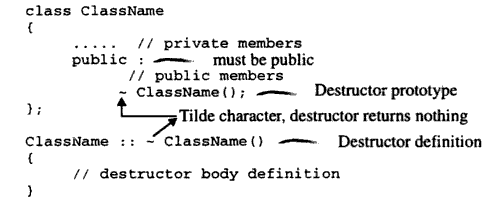 class ClassName
{
..... // private members
public : must be public
// public members
~ ClassName(); Destructor prototype
}; Tilde character, destructor returns nothing
ClassName :: ~ ClassName() Destructor definition
{
// destructor body definition
}